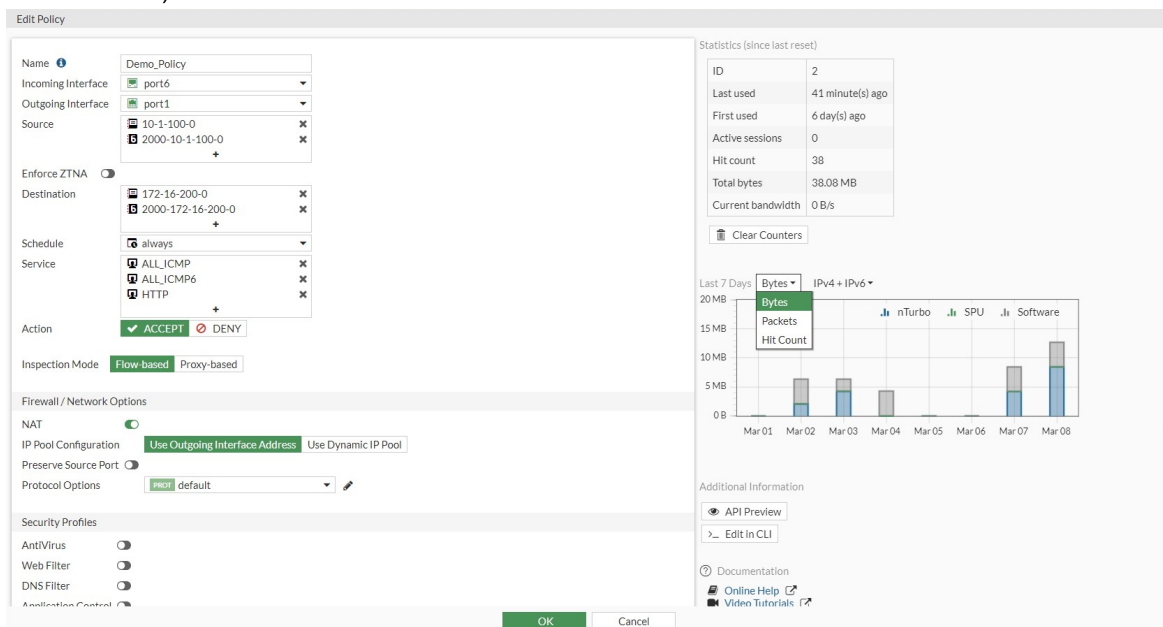 Edit Policy
Name
Demo_Policy
Incoming Interface
port6
Outgoing Interface
port1
Source
10-1-100-0
2000-10-1-100-0
+
Enforce ZTNA
Destination
172-16-200-0
2000-172-16-200-0
+
Schedule
always
Service
ALL_ICMP
ALL_ICMP6
HTTP
+
Action
ACCEPT DENY
Inspection Mode Flow-based Proxy-based
Firewall / Network Options
NAT
IP Pool Configuration Use Outgoing Interface Address Use Dynamic IP Pool
Preserve Source Port
Protocol Options PROT default
Security Profiles
AntiVirus
Web Filter
DNS Filter
Application Control
Statistics (since last reset)
ID 2
Last used 41 minute(s) ago
First used 6 day(s) ago
Active sessions 0
Hit count 38
Total bytes 38.08 MB
Current bandwidth 0 B/s
Clear Counters
Last 7 Days Bytes IPv4 + IPv6
Bytes
Packets
Hit Count
nTurbo SPU Software
20 MB
15 MB
10 MB
5 MB
0 B
Mar 01 Mar 02 Mar 03 Mar 04 Mar 05 Mar 06 Mar 07 Mar 08
Additional Information
API Preview
>_ Edit in CLI
Documentation
Online Help
Video Tutorials
OK Cancel